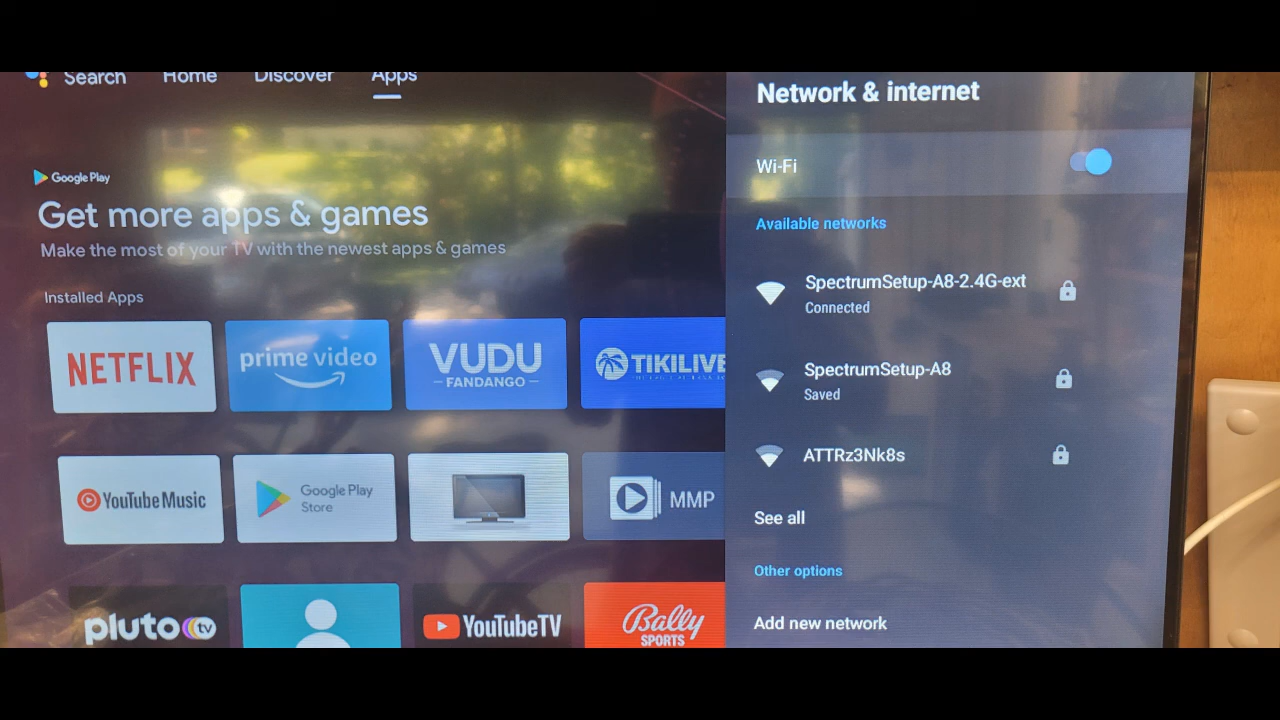 Search Home Discover Apps
Google Play
Get more apps & games
Make the most of your TV with the newest apps & games
Installed Apps
NETFLIX
prime video
VUDU
FANDANGO
TIKILIVE
YouTube Music
Google Play
Store
MMP
pluto tv
YouTubeTV
Bally
SPORTS
Network & internet
Wi-Fi
Available networks
SpectrumSetup-A8-2.4G-ext
Connected
SpectrumSetup-A8
Saved
ATTRz3Nk8s
See all
Other options
Add new network